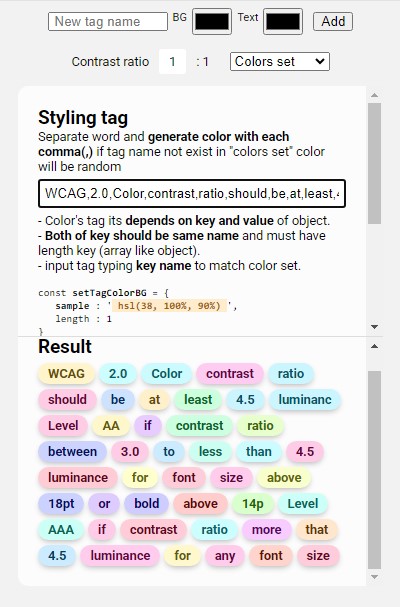 New tag name BG Text Add
Contrast ratio 1 : 1 Colors set
Styling tag
Separate word and generate color with each
comma(,) if tag name not exist in "colors set" color
will be random
WCAG,2.0,Color,contrast,ratio,should,be,at,least,
- Color's tag its depends on key and value of object.
- Both of key should be same name and must have
length key (array like object).
- input tag typing key name to match color set.
const setTagColorBG = {
sample : ' hsl(38, 100%, 90%) ',
length : 1
}
Result
WCAG 2.0 Color contrast ratio
should be at least 4.5 luminanc
Level AA if contrast ratio
between 3.0 to less than 4.5
luminance for font size above
18pt or bold above 14p Level
AAA if contrast ratio more that
4.5 luminance for any font size